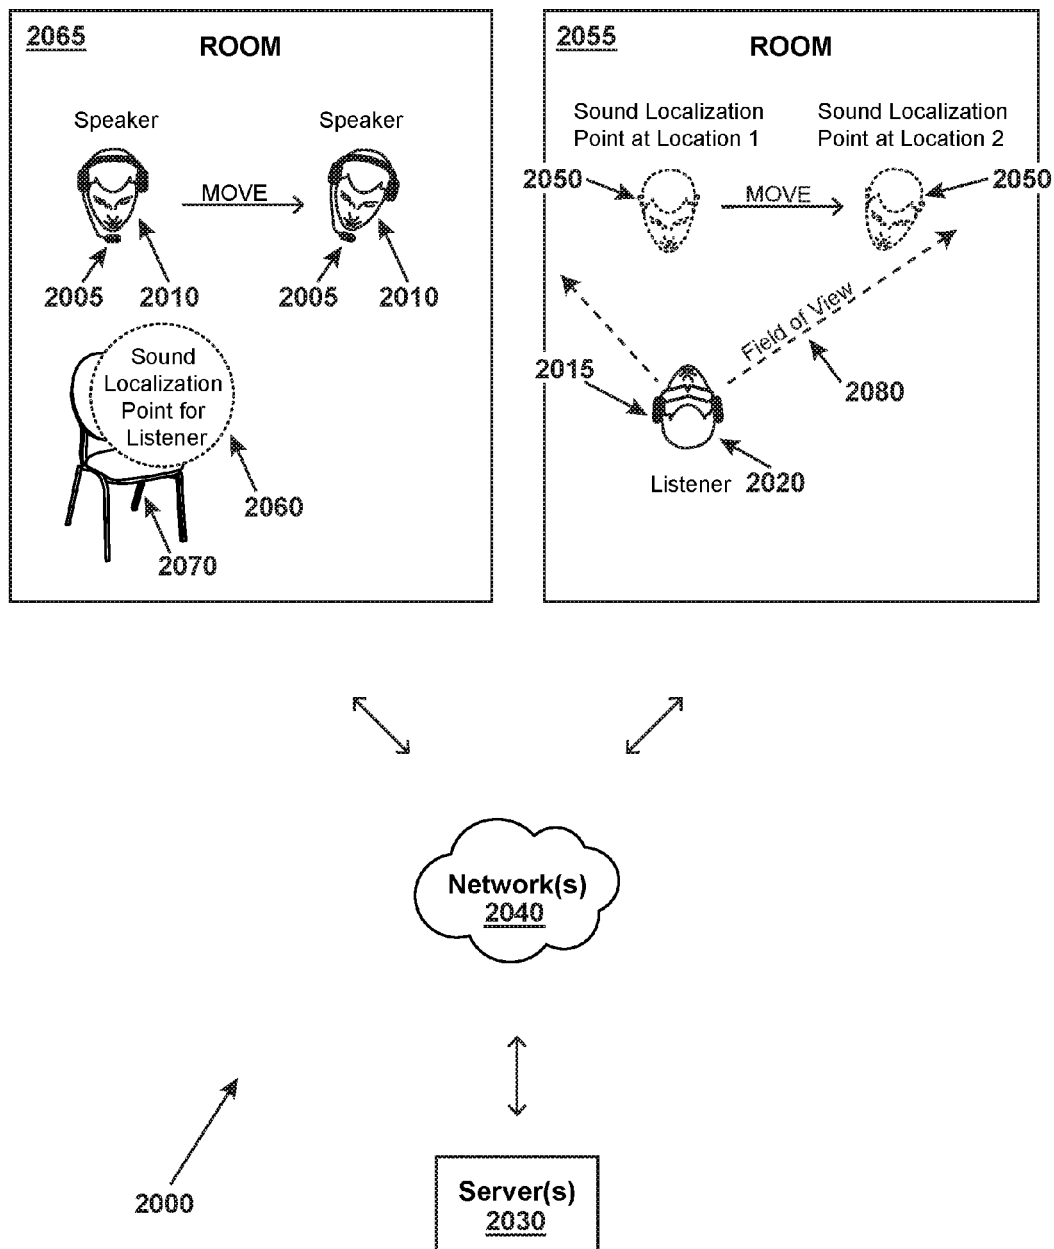 2065
ROOM
Speaker
Speaker
MOVE
2005
2010
2005
2010
Sound
Localization
Point for
Listener
2060
2070
2055
ROOM
Sound Localization
Point at Location 1
Sound Localization
Point at Location 2
2050
MOVE
2050
Field of View
2015
2080
Listener
2020
Network(s)
2040
2000
Server(s)
2030